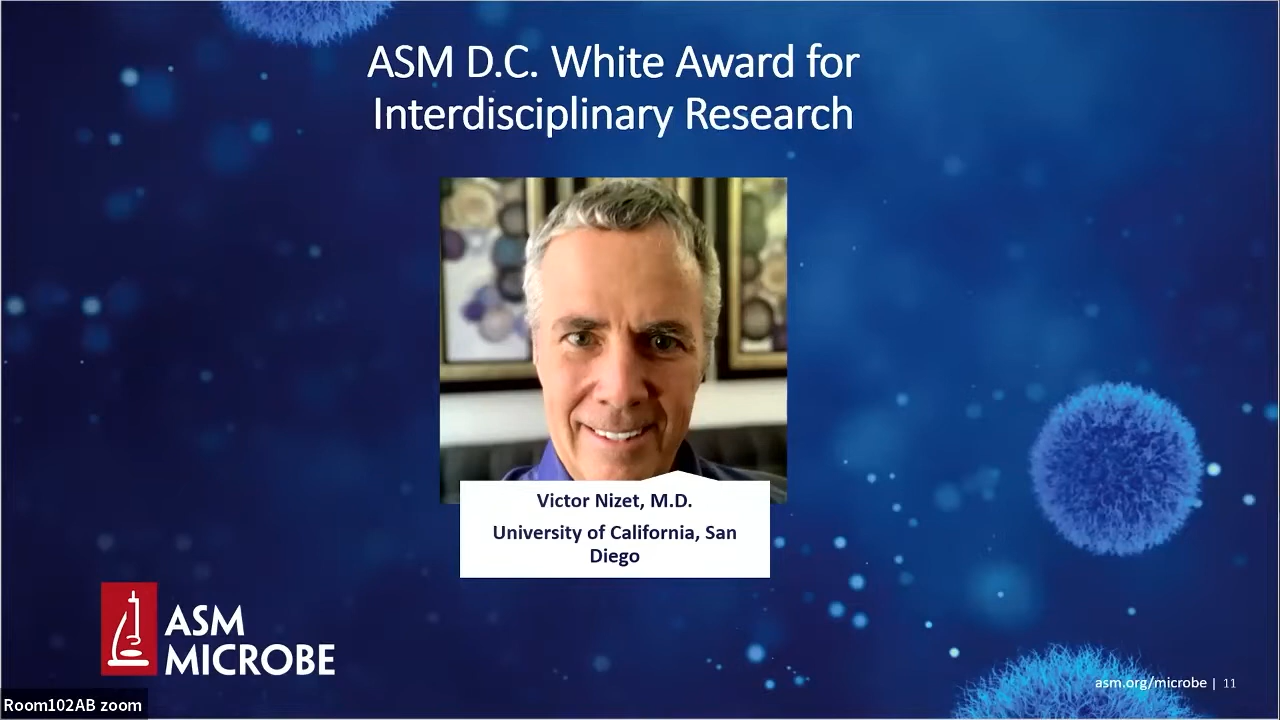 ASM D.C. White Award for
Interdisciplinary Research
Victor Nizet, M.D.
University of California, San
Diego
ASM
MICROBE
asm.org/microbe | 11
Room102AB zoom